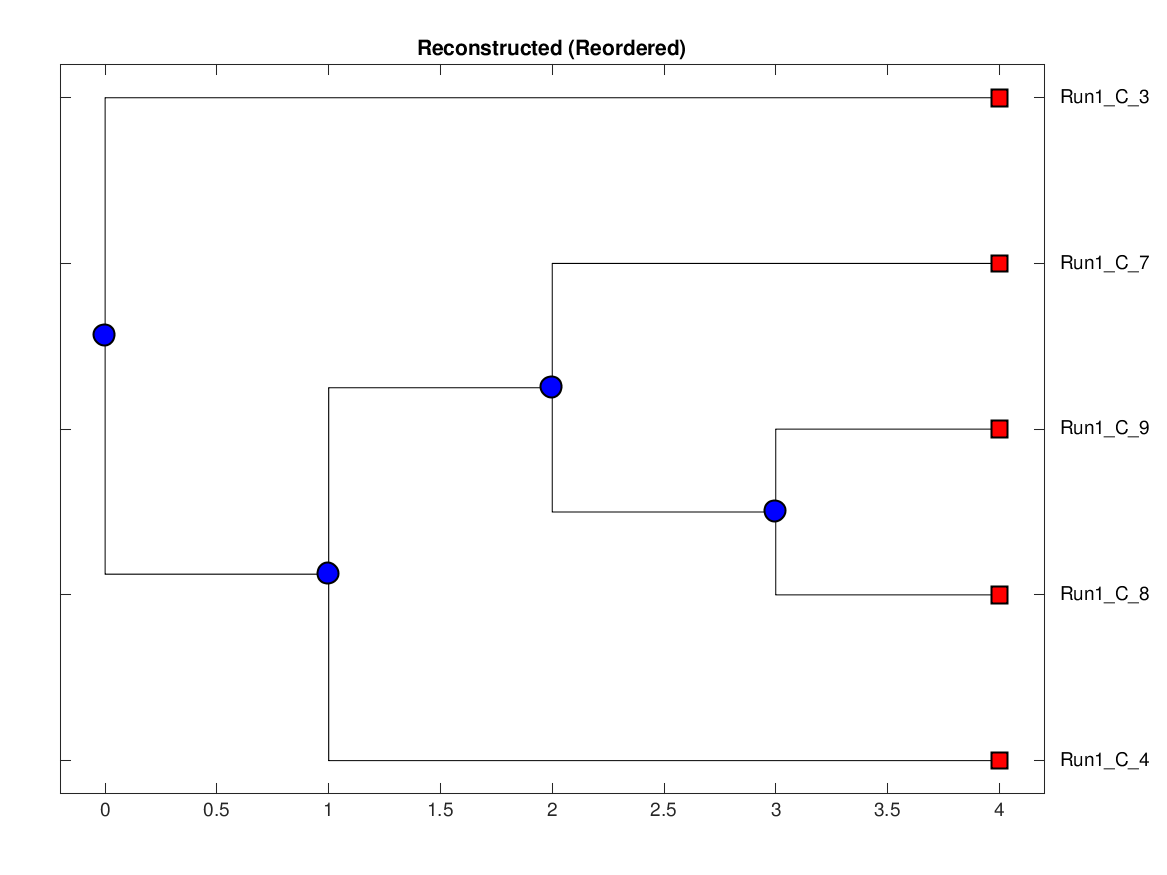 Reconstructed (Reordered)
Run1_C_3
Run1_C_7
Run1_C_9
Run1_C_8
Run1_C_4
0 0.5 1 1.5 2 2.5 3 3.5 4